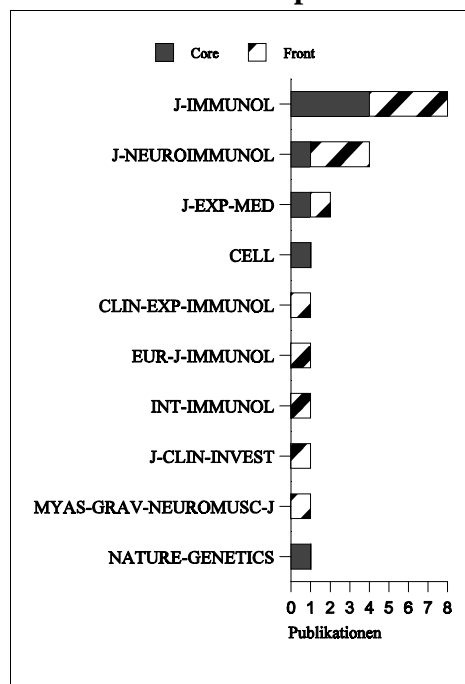 Core Front
J-IMMUNOL
J-NEUROIMMUNOL
J-EXP-MED
CELL
CLIN-EXP-IMMUNOL
EUR-J-IMMUNOL
INT-IMMUNOL
J-CLIN-INVEST
MYAS-GRAV-NEUROMUSC-J
NATURE-GENETICS
0 1 2 3 4 5 6 7 8
Publikationen